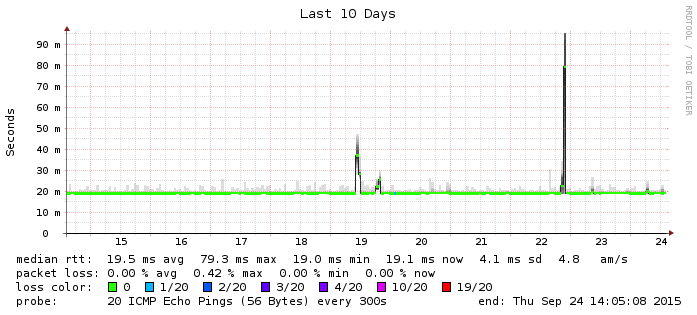 Last 10 Days
RRDTOOL / TOBI OETIKER
Seconds
90 m
80 m
70 m
60 m
50 m
40 m
30 m
20 m
10 m
0
15 16 17 18 19 20 21 22 23 24
median rtt: 19.5 ms avg 79.3 ms max 19.0 ms min 19.1 ms now 4.1 ms sd 4.8 am/s
packet loss: 0.00 % avg 0.42 % max 0.00 % min 0.00 % now
loss color: 0 1/20 2/20 3/20 4/20 10/20 19/20
probe: 20 ICMP Echo Pings (56 Bytes) every 300s end: Thu Sep 24 14:05:08 2015